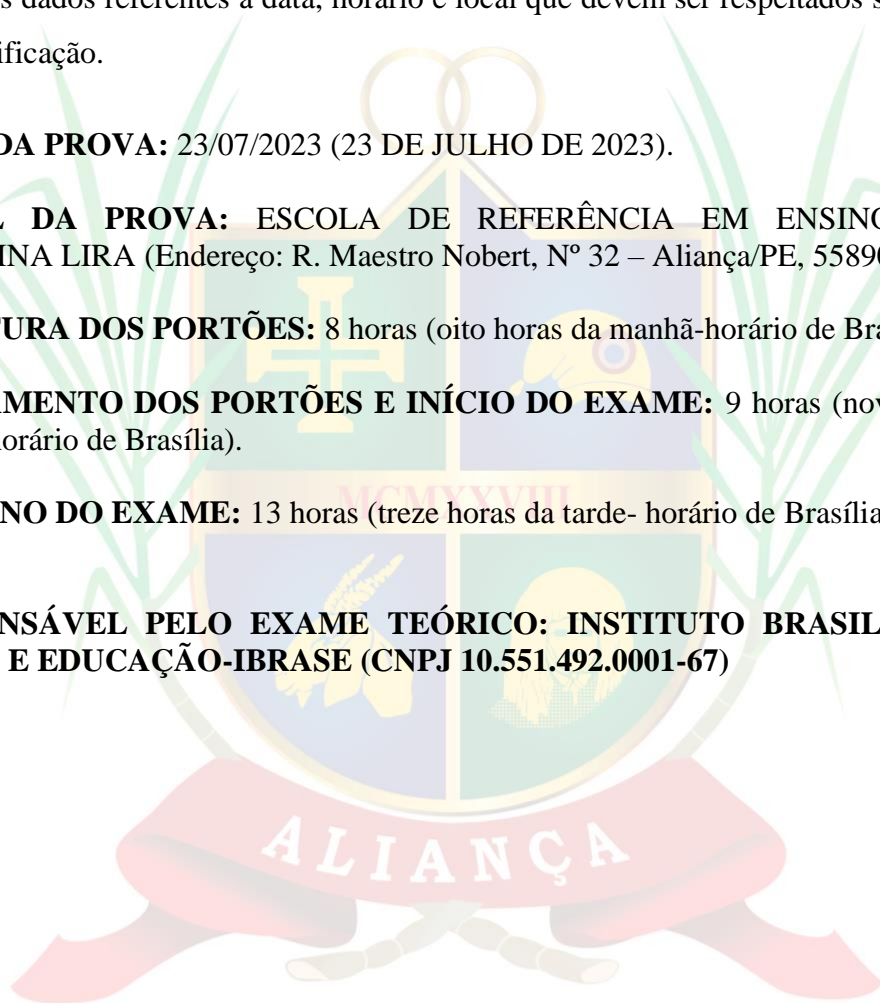 s dados referentes à data, horário e local que devem ser respeitados s
ificação.
DA PROVA: 23/07/2023 (23 DE JULHO DE 2023).
L DA PROVA: ESCOLA DE REFERÊNCIA EM ENSINO
INA LIRA (Endereço: R. Maestro Nobert, Nº 32 – Aliança/PE, 55890
TURA DOS PORTÕES: 8 horas (oito horas da manhã-horário de Bra
AMENTO DOS PORTÕES E INÍCIO DO EXAME: 9 horas (nov
horário de Brasília).
MCMXXVIII
NO DO EXAME: 13 horas (treze horas da tarde- horário de Brasília
NSÁVEL PELO EXAME TEÓRICO: INSTITUTO BRASIL
E EDUCAÇÃO-IBRASE (CNPJ 10.551.492.0001-67)
ALIANÇA